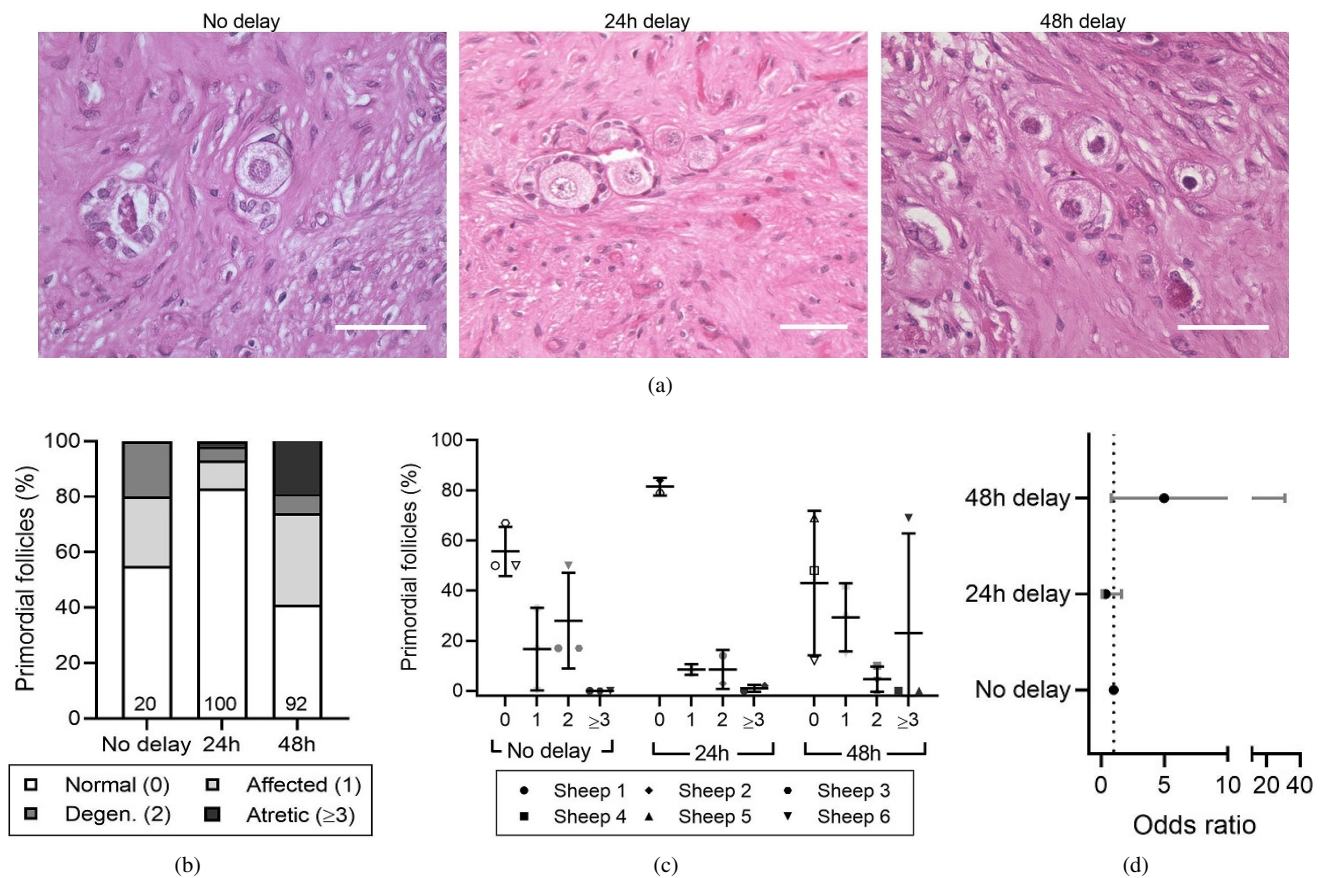 No delay 24h delay 48h delay
(a)
Primordial follicles (%)
100
80
60
40
20
0
20 100 92
No delay 24h 48h
Normal (0) Affected (1)
Degen. (2) Atretic (≥3)
(b)
Primordial follicles (%)
100
80
60
40
20
0
0 1 2 ≥3 0 1 2 ≥3 0 1 2 ≥3
No delay 24h 48h
Sheep 1 Sheep 2 Sheep 3
Sheep 4 Sheep 5 Sheep 6
(c)
48h delay
24h delay
No delay
0 5 10 20 40
Odds ratio
(d)